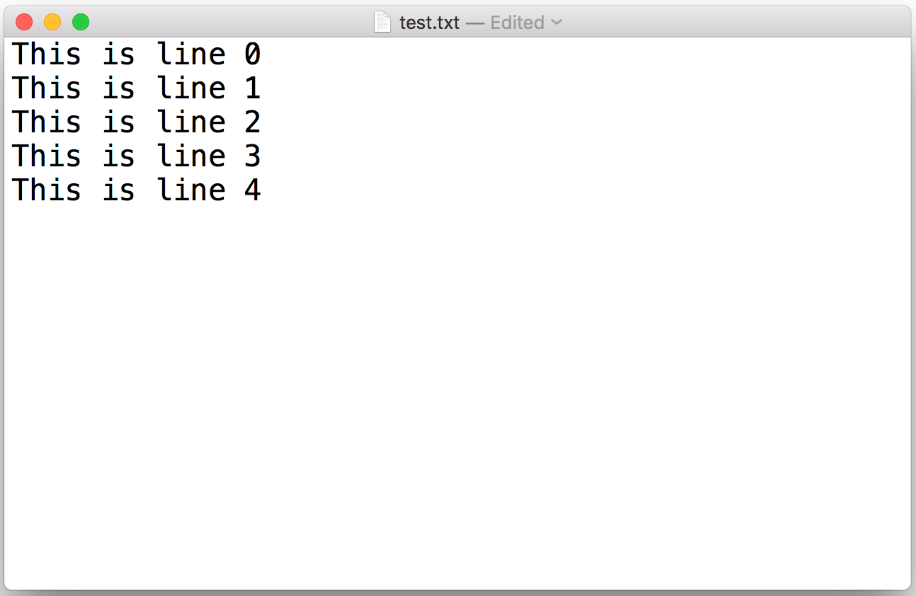 test.txt — Edited
This is line 0
This is line 1
This is line 2
This is line 3
This is line 4